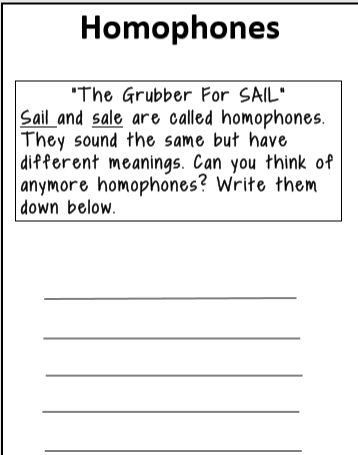 Homophones
"The Grubber For SAIL"
Sail and sale are called homophones.
They sound the same but have
different meanings. Can you think of
anymore homophones? Write them
down below.